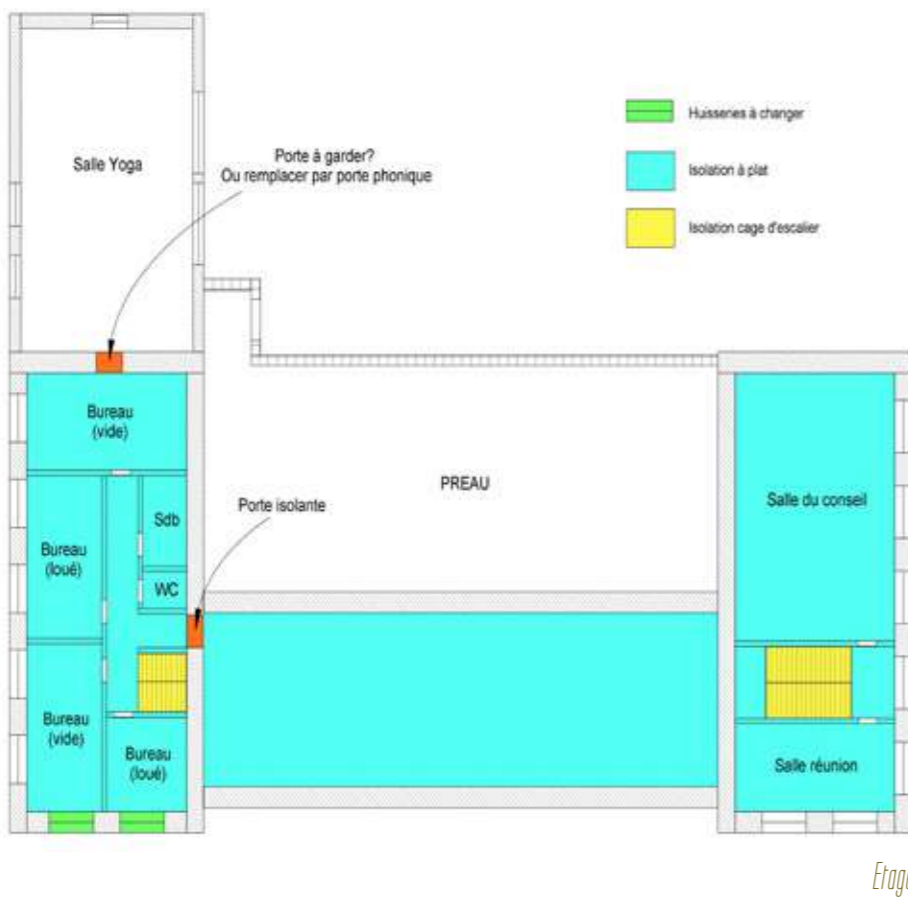 Huisseries à changer
Salle Yoga
Porte à garder?
Ou remplacer par porte phonique
Isolation à plat
Isolation cage d'escalier
Bureau
(vide)
PREAU
Salle du conseil
Porte isolante
Sdb
Bureau
(loué)
WC
Bureau
(vide)
Bureau
(loué)
Salle réunion
Etage